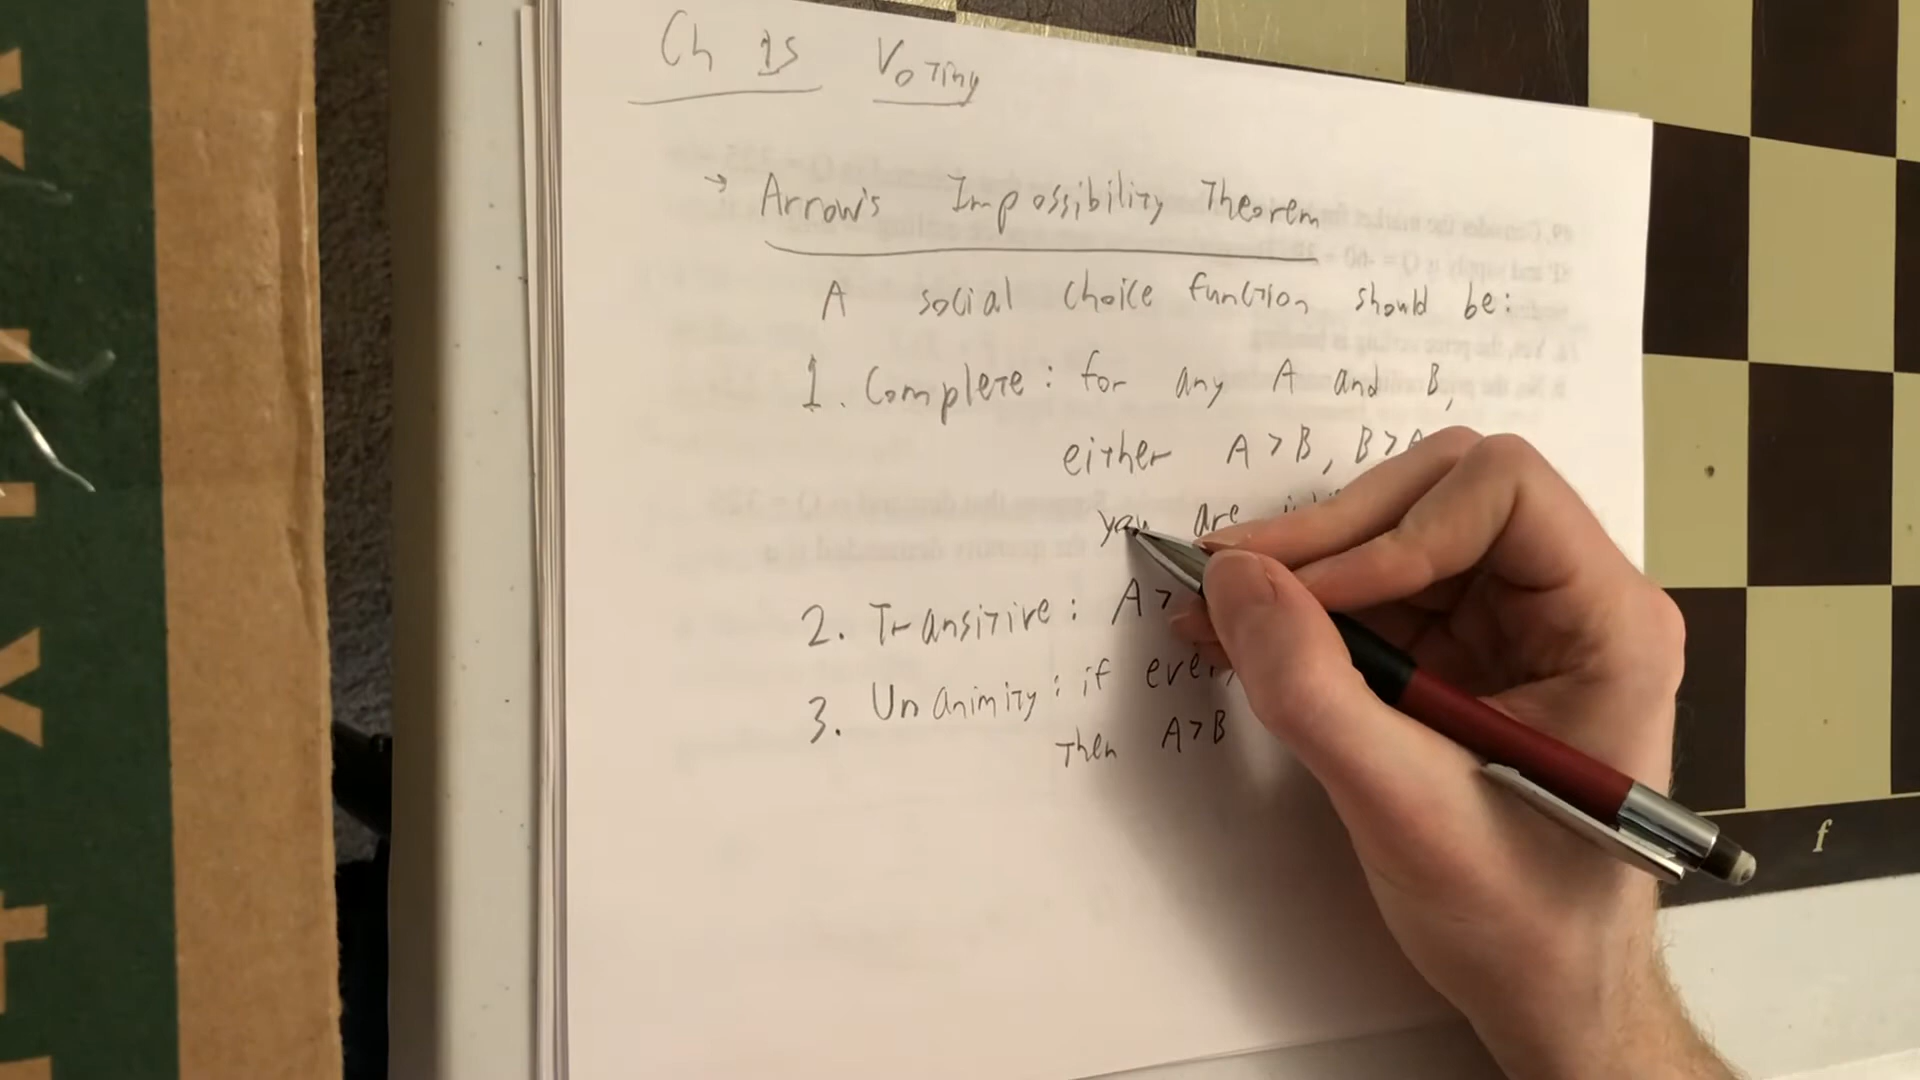 Ch 15 Voting
→ Arrow's Impossibility Theorem
A social choice function should be:
1. Complete: for any A and B,
either A > B, B > A
you are
2. Transitive: A >
3. Unanimity: if every
then A > B
f